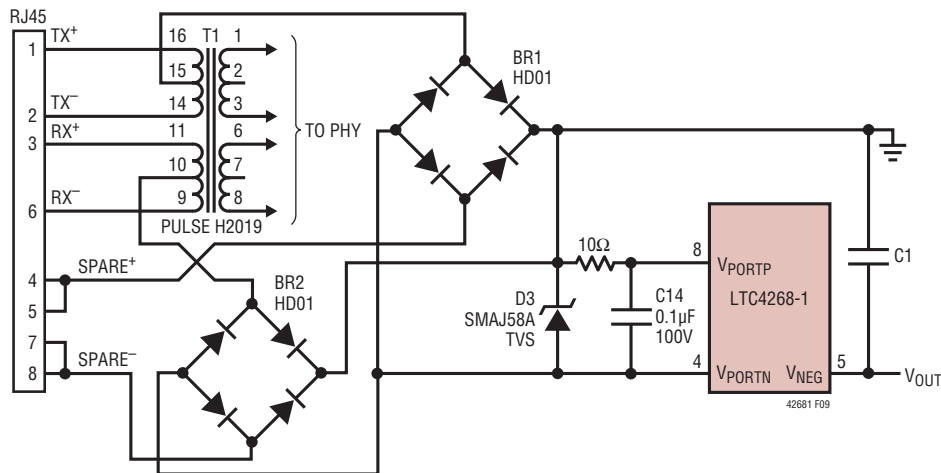 RJ45
1
TX+
2
TX−
3
RX+
6
RX−
4
SPARE+
5
7
8
SPARE−
16
T1
1
15
2
14
3
11
6
10
7
9
8
PULSE H2019
TO PHY
BR1
HD01
BR2
HD01
10Ω
D3
SMAJ58A
TVS
C14
0.1µF
100V
8
VPORTP
LTC4268-1
4
VPORTN
VNEG
5
C1
VOUT
42681 F09